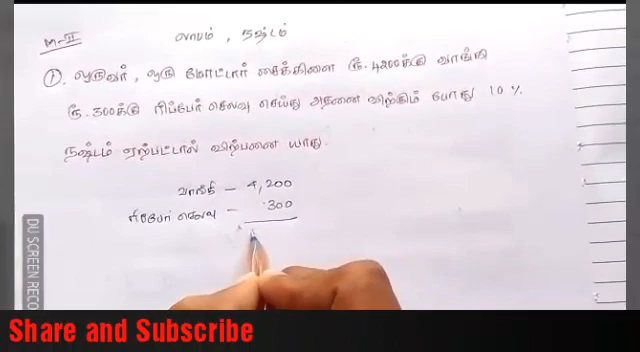 M-II லாபம் , நஷ்டம்
1. ஒருவர் , ஒரு மோட்டார் சைக்கிளை ரூ. 4200க்கு வாங்கி
ரூ. 300க்கு ரிப்பேர் செலவு செய்து அதனை விற்கும் போது 10 %
நஷ்டம் ஏற்பட்டால் விற்பனை யாது.
வாங்கி – 4,200
ரிப்பேர் செலவு – 300
DU SCREEN RECO
Share and Subscribe